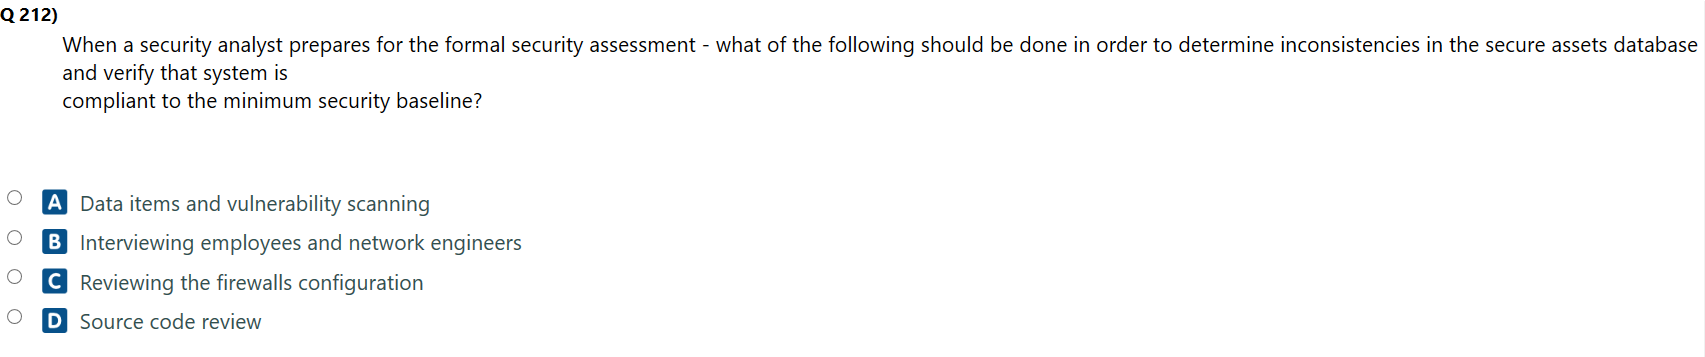 Q 212)
When a security analyst prepares for the formal security assessment - what of the following should be done in order to determine inconsistencies in the secure assets database
and verify that system is
compliant to the minimum security baseline?
A Data items and vulnerability scanning
B Interviewing employees and network engineers
C Reviewing the firewalls configuration
D Source code review